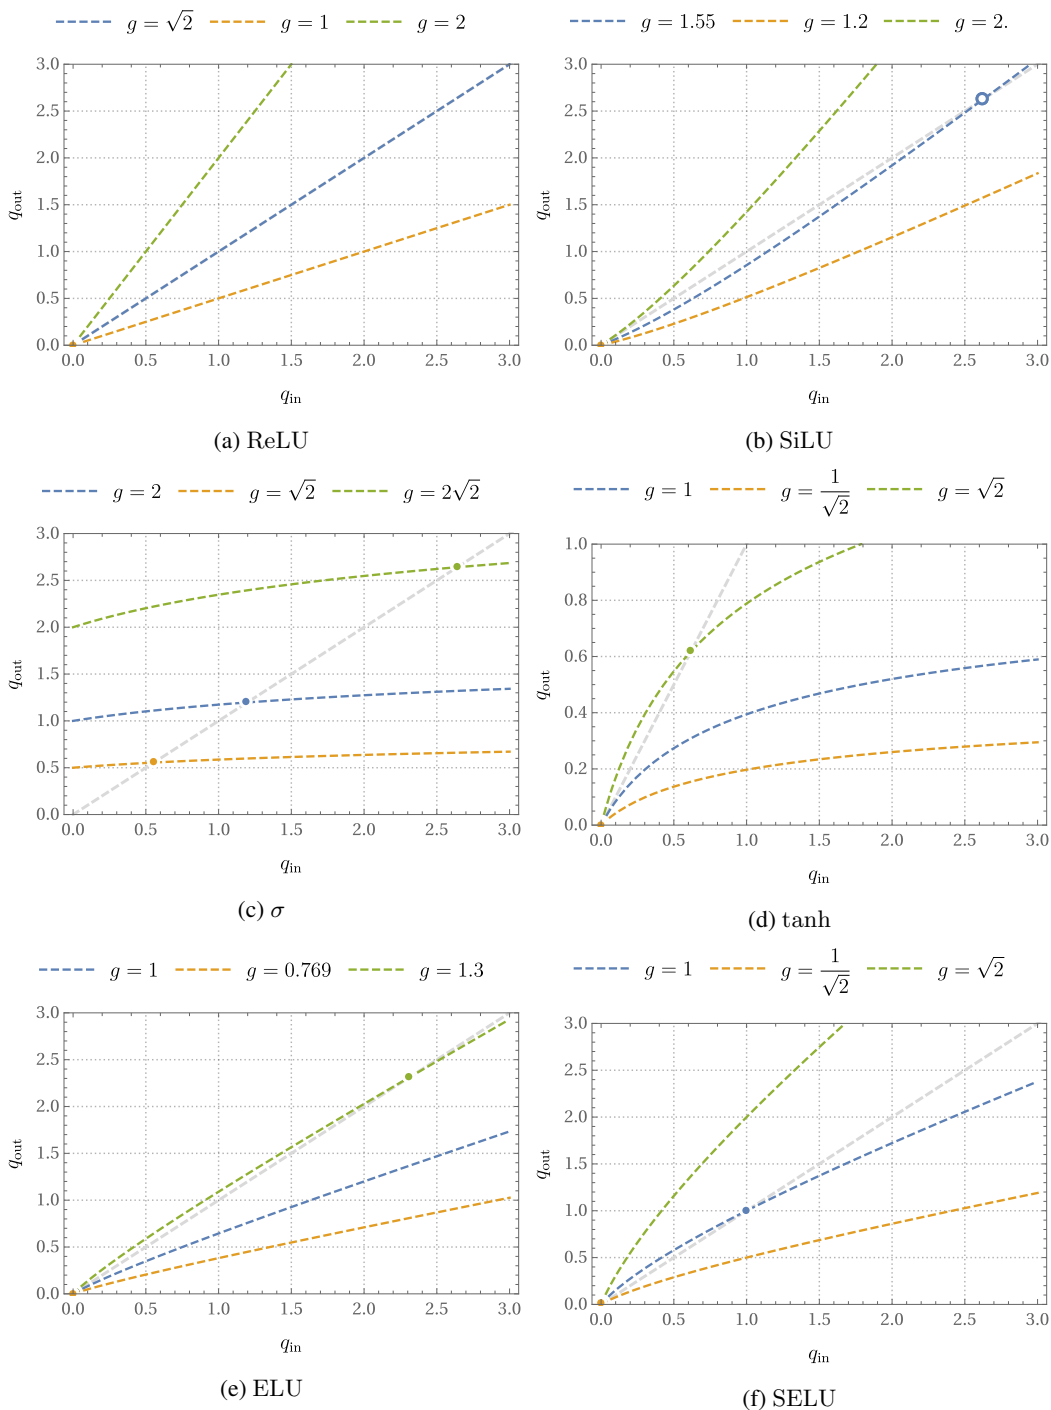 g = √2 g = 1 g = 2
3.0
2.5
2.0
1.5
1.0
0.5
0.0
q_out
0.0 0.5 1.0 1.5 2.0 2.5 3.0
q_in
(a) ReLU
g = 1.55 g = 1.2 g = 2.
3.0
2.5
2.0
1.5
1.0
0.5
0.0
q_out
0.0 0.5 1.0 1.5 2.0 2.5 3.0
q_in
(b) SiLU
g = 2 g = √2 g = 2√2
3.0
2.5
2.0
1.5
1.0
0.5
0.0
q_out
0.0 0.5 1.0 1.5 2.0 2.5 3.0
q_in
(c) σ
g = 1 g = 1/√2 g = √2
1.0
0.8
0.6
0.4
0.2
0.0
q_out
0.0 0.5 1.0 1.5 2.0 2.5 3.0
q_in
(d) tanh
g = 1 g = 0.769 g = 1.3
3.0
2.5
2.0
1.5
1.0
0.5
0.0
q_out
0.0 0.5 1.0 1.5 2.0 2.5 3.0
q_in
(e) ELU
g = 1 g = 1/√2 g = √2
3.0
2.5
2.0
1.5
1.0
0.5
0.0
q_out
0.0 0.5 1.0 1.5 2.0 2.5 3.0
q_in
(f) SELU